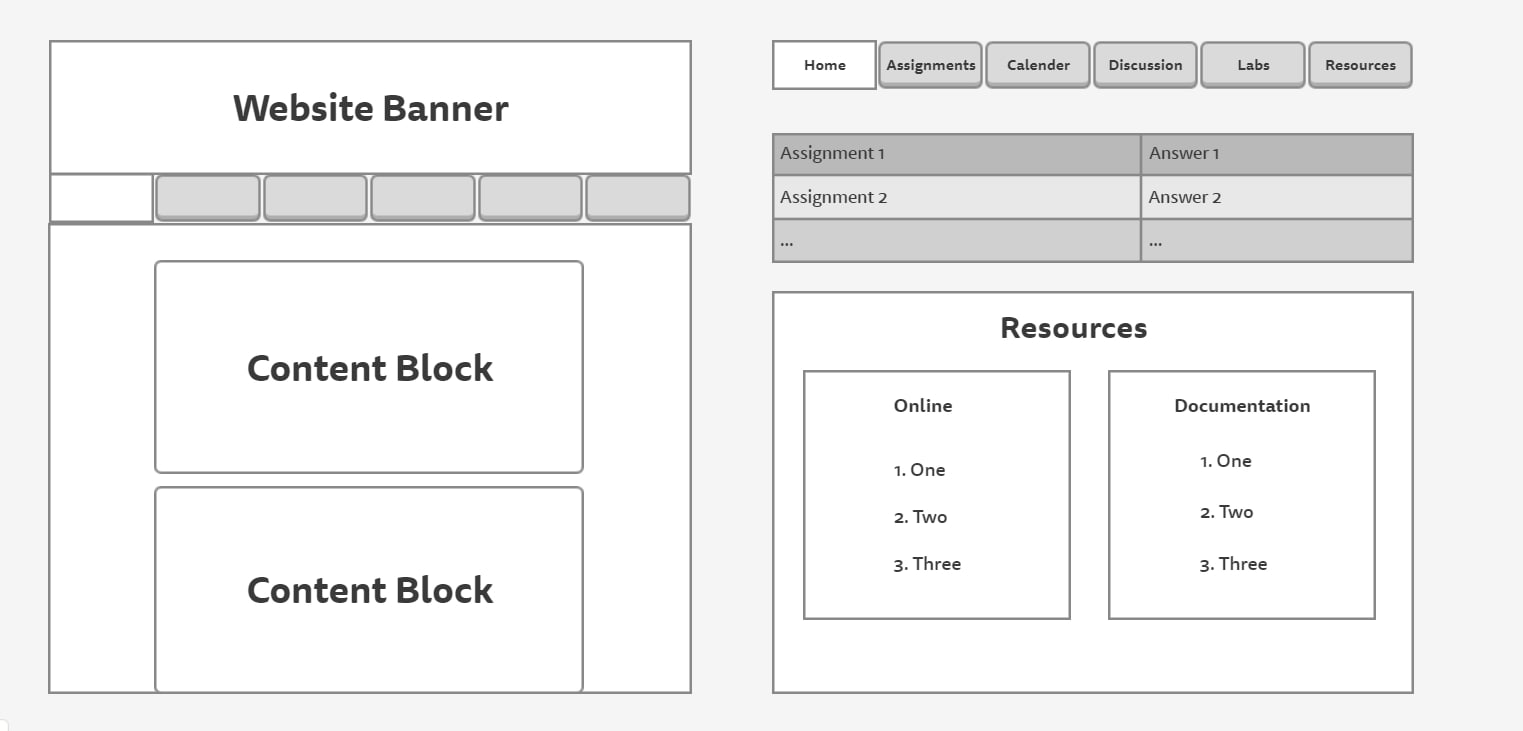 Website Banner
Content Block
Content Block
Home Assignments Calender Discussion Labs Resources
Assignment 1 Answer 1
Assignment 2 Answer 2
... ...
Resources
Online
1. One
2. Two
3. Three
Documentation
1. One
2. Two
3. Three